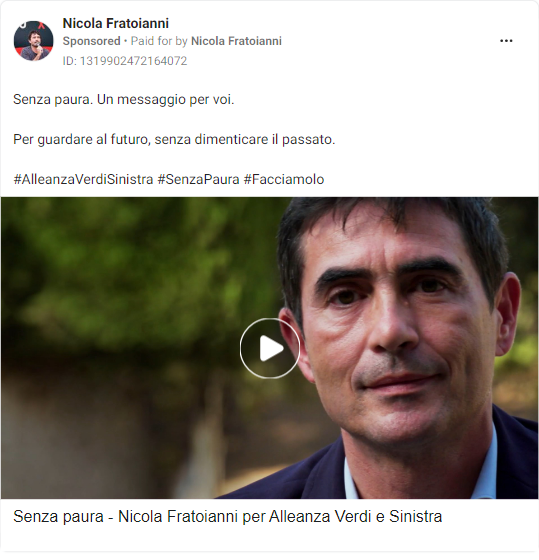 Nicola Fratoianni
Sponsored • Paid for by Nicola Fratoianni
ID: 1319902472164072
Senza paura. Un messaggio per voi.
Per guardare al futuro, senza dimenticare il passato.
#AlleanzaVerdiSinistra #SenzaPaura #Facciamolo
Senza paura - Nicola Fratoianni per Alleanza Verdi e Sinistra